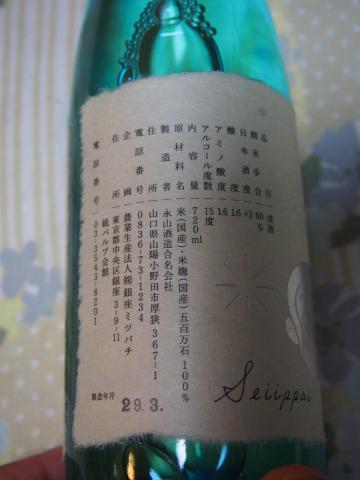 品目 清酒
精米歩合 60%
日本酒度 +3
酸度 1.6
アミノ酸度 1.6
アルコール度数 15度
内容量 720ml
原材料名 米(国産)・米麹(国産)五百万石100%
製造者 永山酒造合名会社
住所 山口県山陽小野田市厚狭367-1
電話番号 0836-73-1234
企画 農業生産法人㈱銀座ミツバチ
住所 東京都中央区銀座3-9-11
紙パルプ会館
電話番号 03-3543-8201
製造年月 29.3.
Seiippai